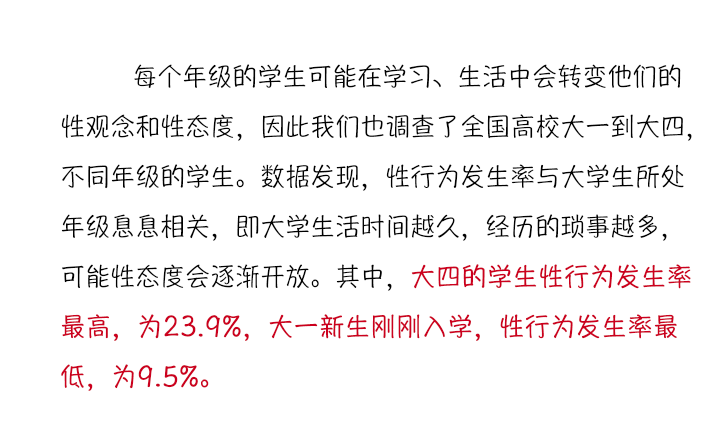 每个年级的学生可能在学习、生活中会转变他们的
性观念和性态度，因此我们也调查了全国高校大一到大四，
不同年级的学生。数据发现，性行为发生率与大学生所处
年级息息相关，即大学生活时间越久，经历的琐事越多，
可能性态度会逐渐开放。其中，大四的学生性行为发生率
最高，为23.9%，大一新生刚刚入学，性行为发生率最
低，为9.5%。